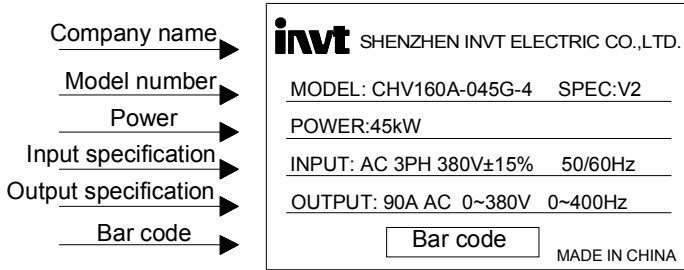 Company name
invt SHENZHEN INVT ELECTRIC CO.,LTD.
Model number
MODEL: CHV160A-045G-4 SPEC:V2
Power
POWER:45kW
Input specification
INPUT: AC 3PH 380V±15% 50/60Hz
Output specification
OUTPUT: 90A AC 0~380V 0~400Hz
Bar code
Bar code
MADE IN CHINA